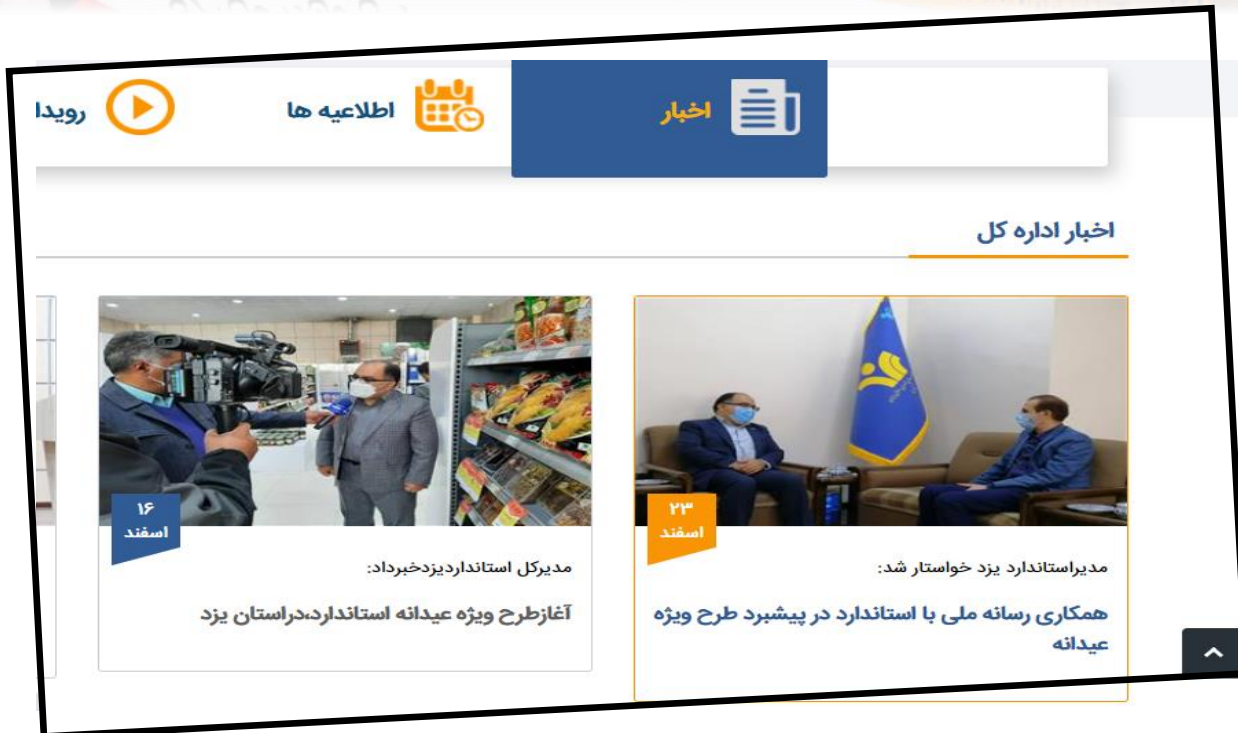 اخبار
اطلاعیه ها
رویدا
اخبار اداره کل
۲۳
اسفند
مدیراستاندارد یزد خواستار شد:
همکاری رسانه ملی با استاندارد در پیشبرد طرح ویژه
عیدانه
۱۶
اسفند
مدیرکل استانداردیزدخبرداد:
آغازطرح ویژه عیدانه استاندارد،دراستان یزد